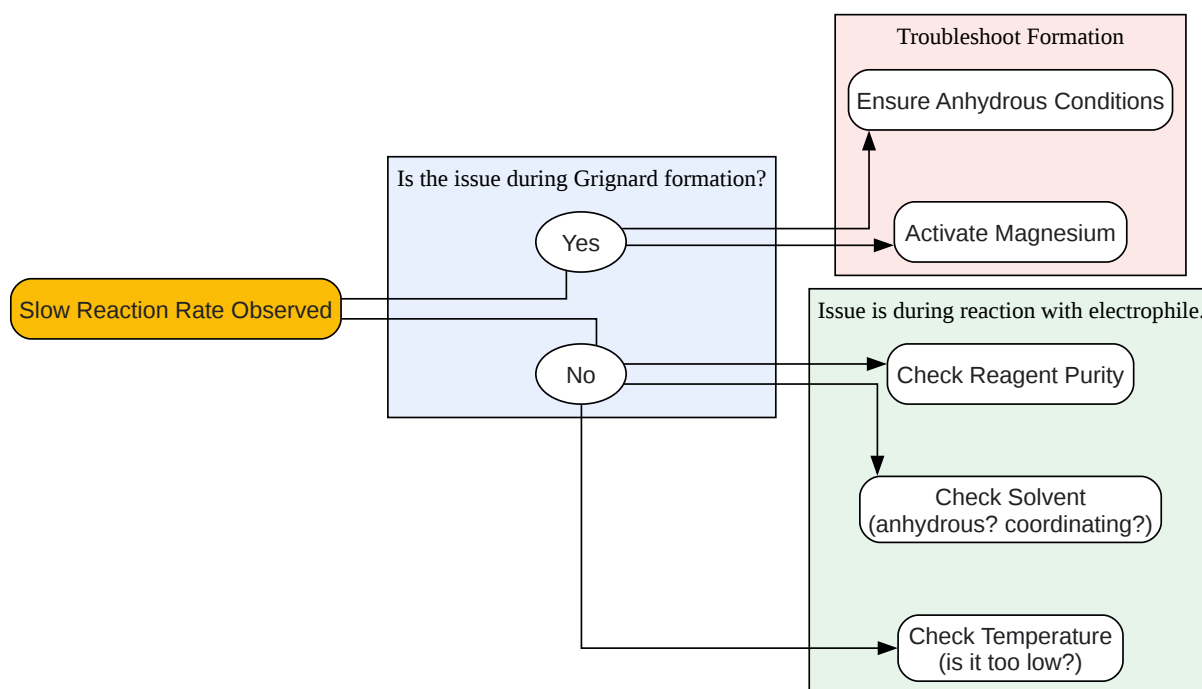 Slow Reaction Rate Observed
Is the issue during Grignard formation?
Yes
No
Troubleshoot Formation
Ensure Anhydrous Conditions
Activate Magnesium
Issue is during reaction with electrophile.
Check Reagent Purity
Check Solvent
(anhydrous? coordinating?)
Check Temperature
(is it too low?)